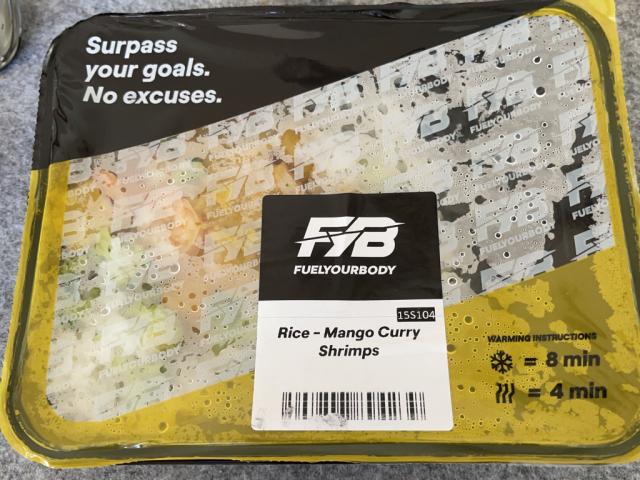 Surpass
your goals.
No excuses.
FYB
FUELYOURBODY
15S104
Rice - Mango Curry
Shrimps
WARMING INSTRUCTIONS
= 8 min
= 4 min